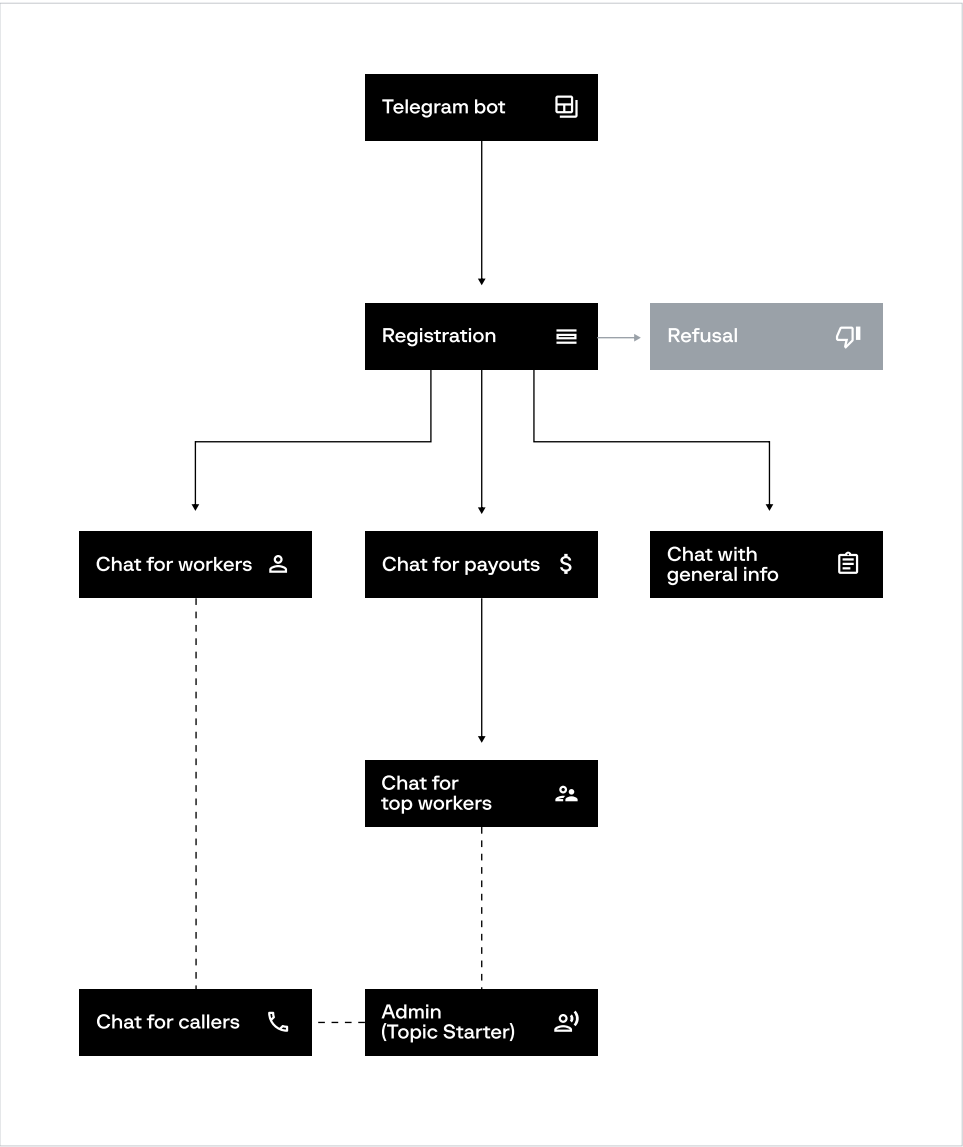 Telegram bot
Registration
Refusal
Chat for workers
Chat for payouts
Chat with
general info
Chat for
top workers
Chat for callers
Admin
(Topic Starter)